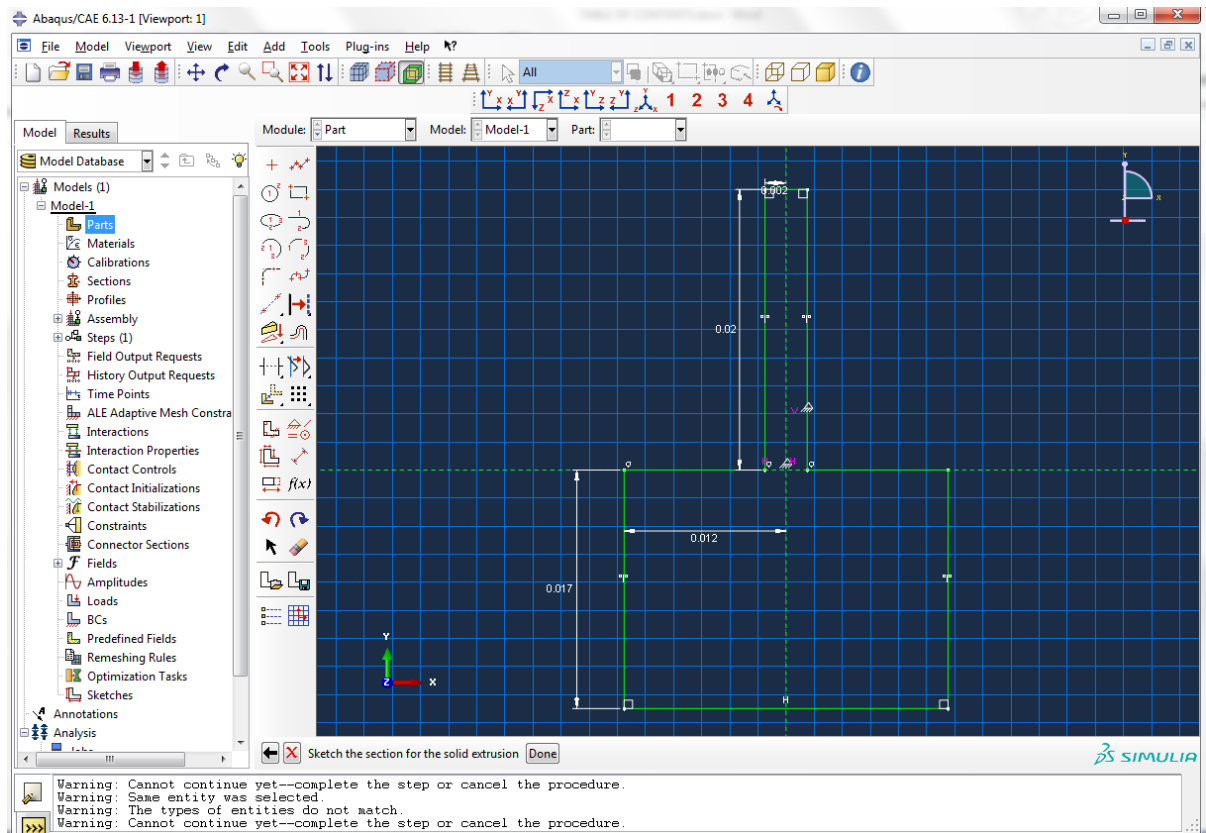 Abaqus/CAE 6.13-1 [Viewport: 1]
File Model Viewport View Edit Add Tools Plug-ins Help
All
1 2 3 4
Model Results
Module: Part Model: Model-1 Part:
Model Database
Models (1)
Model-1
Parts
Materials
Calibrations
Sections
Profiles
Assembly
Steps (1)
Field Output Requests
History Output Requests
Time Points
ALE Adaptive Mesh Constra
Interactions
Interaction Properties
Contact Controls
Contact Initializations
Contact Stabilizations
Constraints
Connector Sections
Fields
Amplitudes
Loads
BCs
Predefined Fields
Remeshing Rules
Optimization Tasks
Sketches
Annotations
Analysis
f(x)
0.002
0.02
V
H
0.012
0.017
H
Y
X
Z
Sketch the section for the solid extrusion Done
SIMULIA
Warning: Cannot continue yet--complete the step or cancel the procedure.
Warning: Same entity was selected.
Warning: The types of entities do not match.
Warning: Cannot continue yet--complete the step or cancel the procedure.